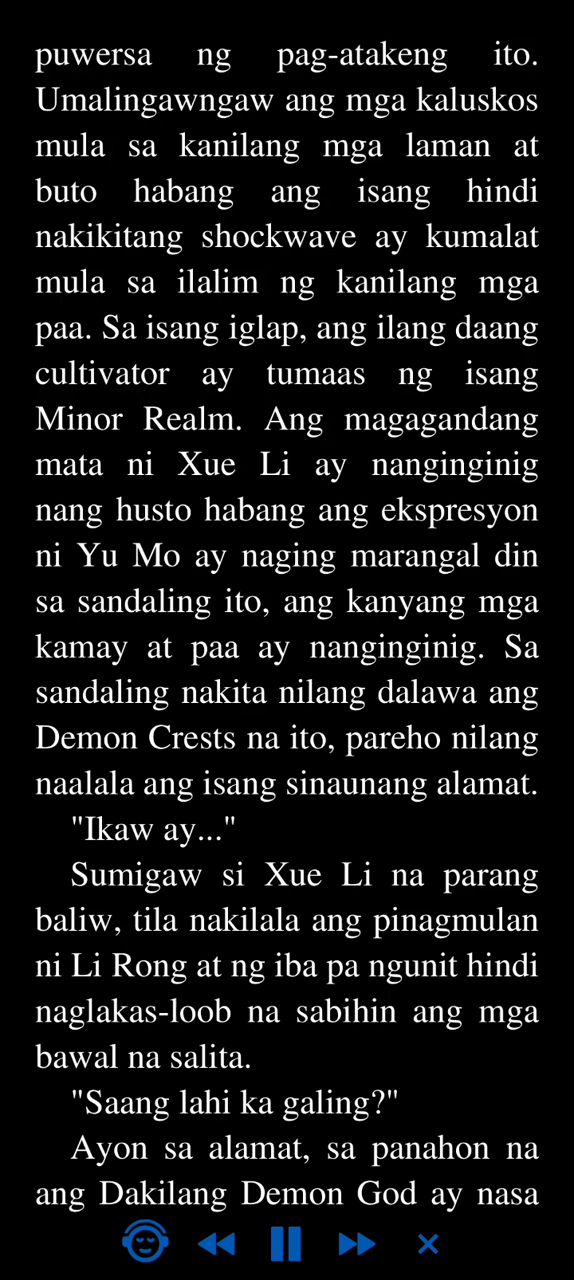 puwersa ng pag-atakeng ito.
Umalingawngaw ang mga kaluskos
mula sa kanilang mga laman at
buto habang ang isang hindi
nakikitang shockwave ay kumalat
mula sa ilalim ng kanilang mga
paa. Sa isang iglap, ang ilang daang
cultivator ay tumaas ng isang
Minor Realm. Ang magagandang
mata ni Xue Li ay nanginginig
nang husto habang ang ekspresyon
ni Yu Mo ay naging marangal din
sa sandaling ito, ang kanyang mga
kamay at paa ay nanginginig. Sa
sandaling nakita nilang dalawa ang
Demon Crests na ito, pareho nilang
naalala ang isang sinaunang alamat.
"Ikaw ay..."
Sumigaw si Xue Li na parang
baliw, tila nakilala ang pinagmulan
ni Li Rong at ng iba pa ngunit hindi
naglakas-loob na sabihin ang mga
bawal na salita.
"Saang lahi ka galing?"
Ayon sa alamat, sa panahon na
ang Dakilang Demon God ay nasa